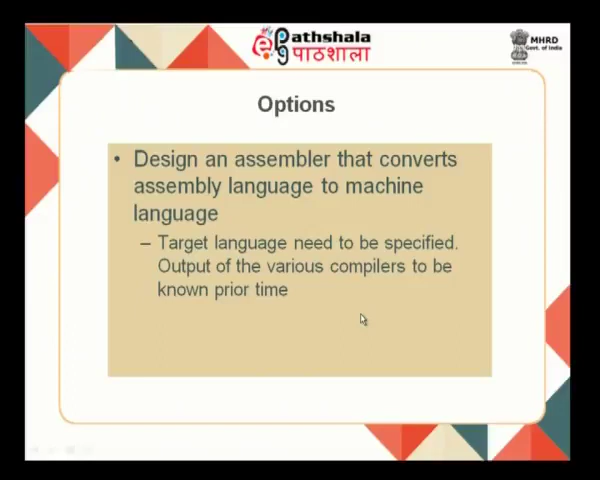 Pathshala
पाठशाला
MHRD
Govt. of India
Options
• Design an assembler that converts
assembly language to machine
language
– Target language need to be specified.
Output of the various compilers to be
known prior time